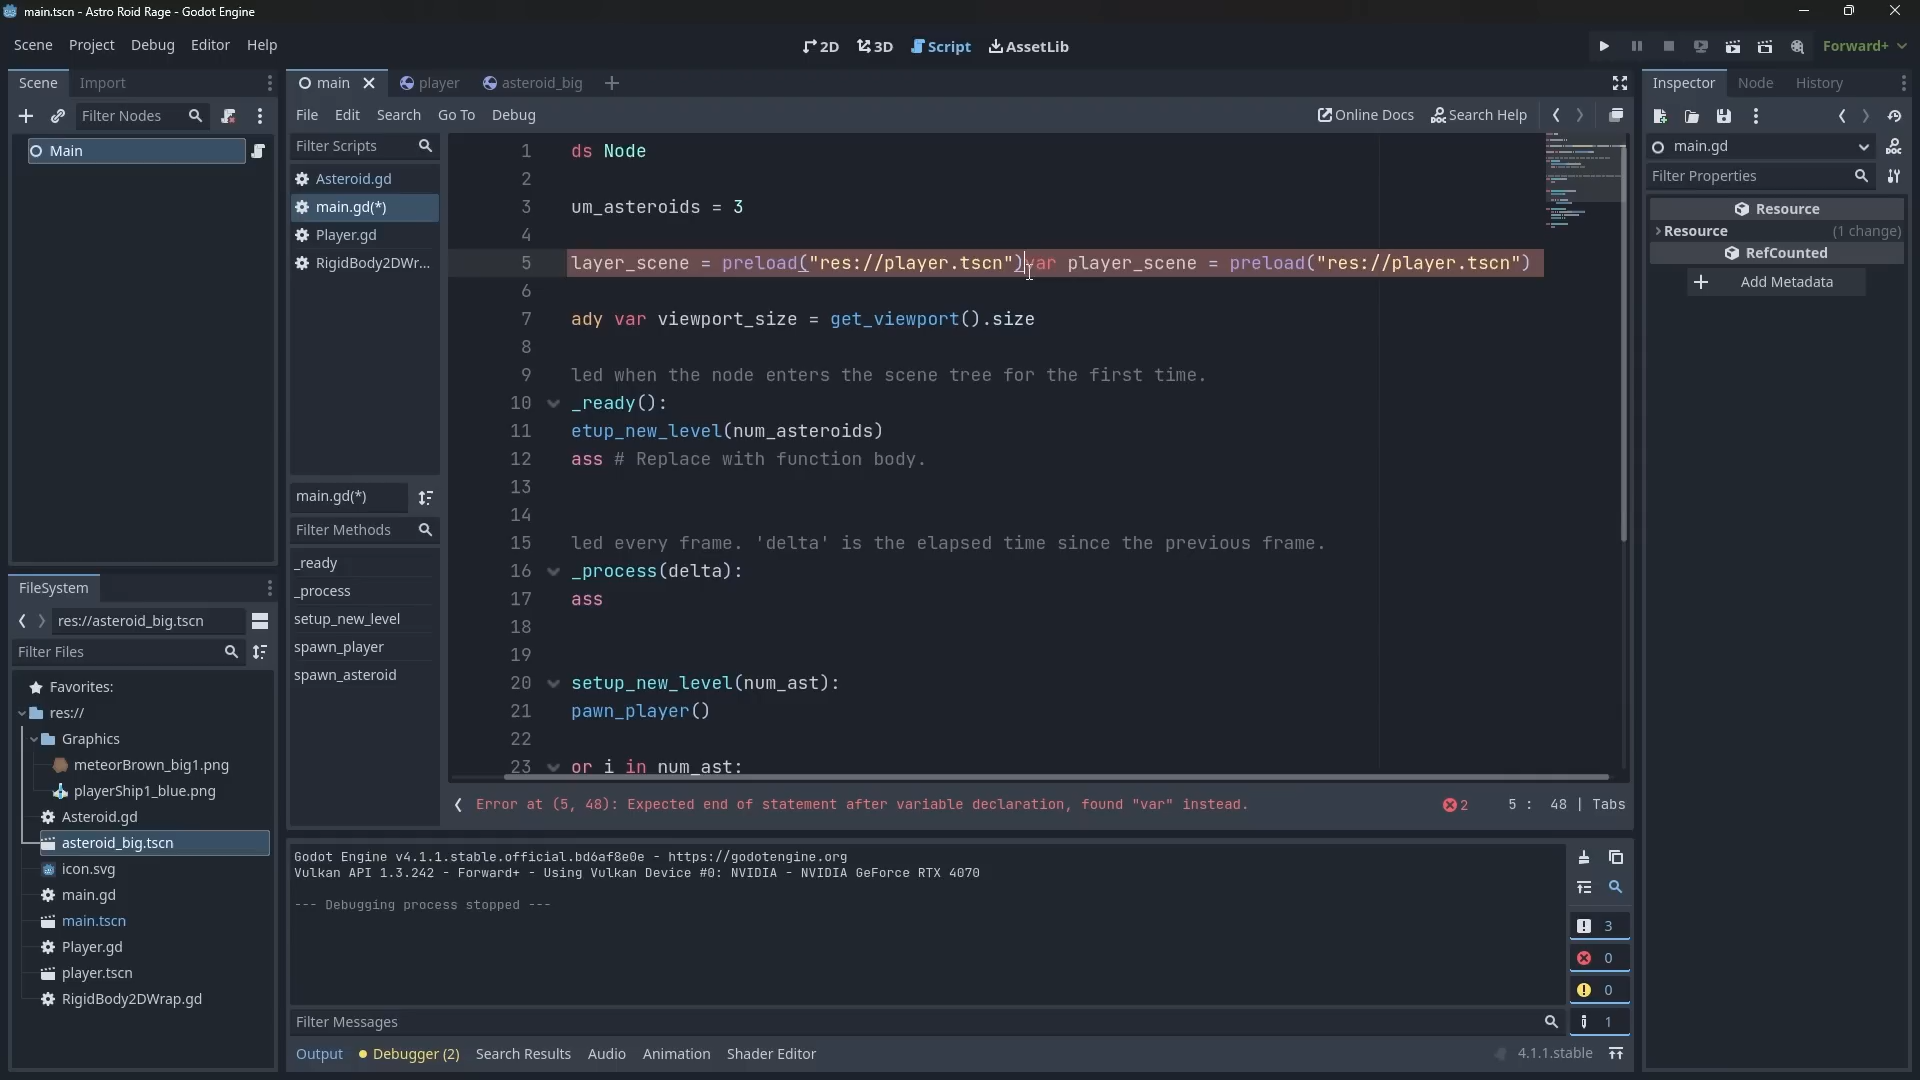 main.tscn - Astro Roid Rage - Godot Engine
Scene Project Debug Editor Help
2D 3D Script AssetLib
Forward+
Scene Import
main player asteroid_big
Inspector Node History
Filter Nodes
File Edit Search Go To Debug
Online Docs Search Help
Main
Filter Scripts
Asteroid.gd
main.gd(*)
Player.gd
RigidBody2DWr...
main.gd(*)
Filter Methods
_ready
_process
setup_new_level
spawn_player
spawn_asteroid
1 ds Node
2
3 um_asteroids = 3
4
5 layer_scene = preload("res://player.tscn")var player_scene = preload("res://player.tscn")
6
7 ady var viewport_size = get_viewport().size
8
9 led when the node enters the scene tree for the first time.
10 _ready():
11 etup_new_level(num_asteroids)
12 ass # Replace with function body.
13
14
15 led every frame. 'delta' is the elapsed time since the previous frame.
16 _process(delta):
17 ass
18
19
20 setup_new_level(num_ast):
21 pawn_player()
22
23 or i in num_ast:
Error at (5, 48): Expected end of statement after variable declaration, found "var" instead.
2 5 : 48 | Tabs
main.gd
Filter Properties
Resource
Resource (1 change)
RefCounted
Add Metadata
FileSystem
res://asteroid_big.tscn
Filter Files
Favorites:
res://
Graphics
meteorBrown_big1.png
playerShip1_blue.png
Asteroid.gd
asteroid_big.tscn
icon.svg
main.gd
main.tscn
Player.gd
player.tscn
RigidBody2DWrap.gd
Godot Engine v4.1.1.stable.official.bd6af8e0e - https://godotengine.org
Vulkan API 1.3.242 - Forward+ - Using Vulkan Device #0: NVIDIA - NVIDIA GeForce RTX 4070
--- Debugging process stopped ---
3
0
0
1
Filter Messages
Output Debugger (2) Search Results Audio Animation Shader Editor
4.1.1.stable